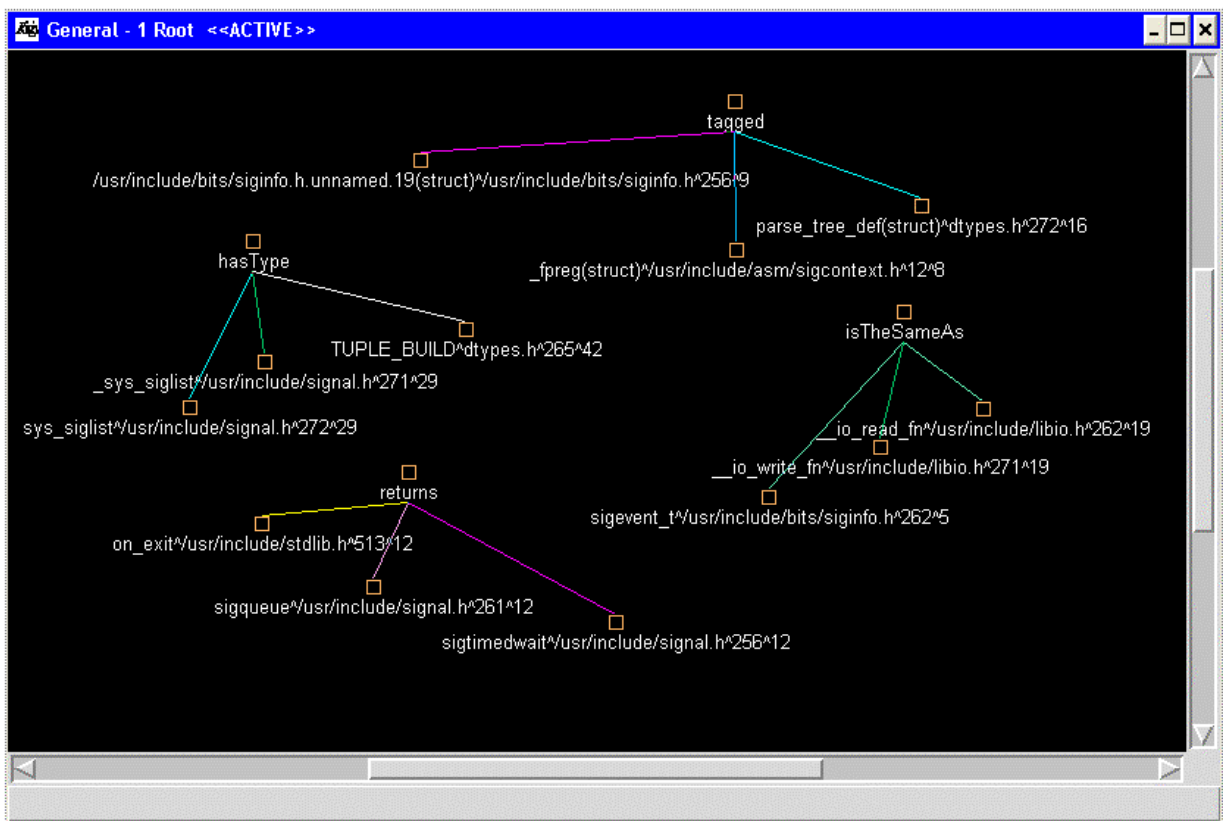 General - 1 Root <<ACTIVE>>
tagged
/usr/include/bits/siginfo.h.unnamed.19(struct)^/usr/include/bits/siginfo.h^256^9
parse_tree_def(struct)^dtypes.h^272^16
_fpreg(struct)^/usr/include/asm/sigcontext.h^12^8
hasType
TUPLE_BUILD^dtypes.h^265^42
_sys_siglist^/usr/include/signal.h^271^29
sys_siglist^/usr/include/signal.h^272^29
isTheSameAs
__io_read_fn^/usr/include/libio.h^262^19
__io_write_fn^/usr/include/libio.h^271^19
sigevent_t^/usr/include/bits/siginfo.h^262^5
returns
on_exit^/usr/include/stdlib.h^513^12
sigqueue^/usr/include/signal.h^261^12
sigtimedwait^/usr/include/signal.h^256^12